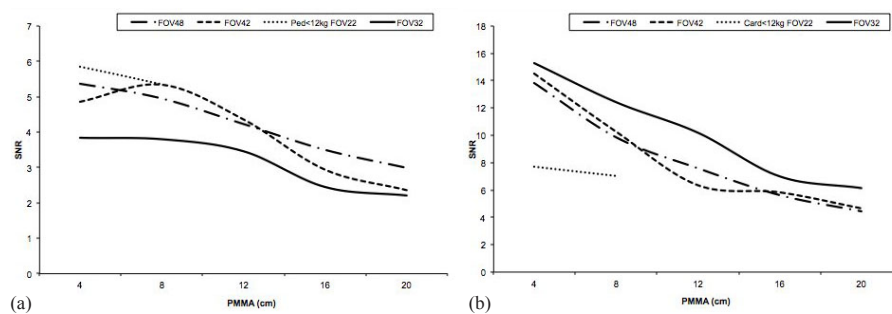 FOV48 FOV42 Ped<12kg FOV22 FOV32
7
6
5
4
3
2
1
0
SNR
4 8 12 16 20
PMMA (cm)
(a)
FOV48 FOV42 Card<12kg FOV22 FOV32
18
16
14
12
10
8
6
4
2
0
SNR
4 8 12 16 20
PMMA (cm)
(b)